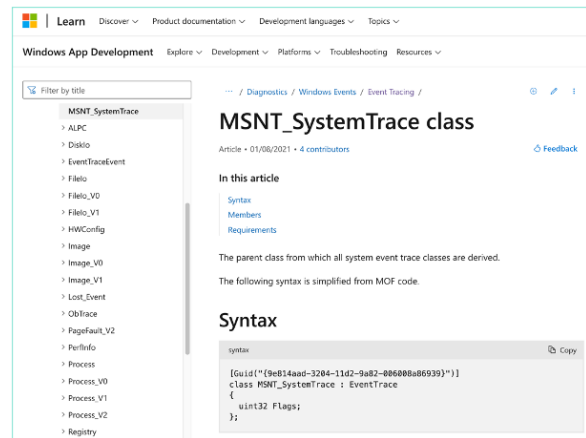 Learn Discover Product documentation Development languages Topics
Windows App Development Explore Development Platforms Troubleshooting Resources
Filter by title
MSNT_SystemTrace
ALPC
DiskIo
EventTraceEvent
FileIo
FileIo_V0
FileIo_V1
HWConfig
Image
Image_V0
Image_V1
Lost_Event
ObTrace
PageFault_V2
PerfInfo
Process
Process_V0
Process_V1
Process_V2
Registry
... / Diagnostics / Windows Events / Event Tracing /
MSNT_SystemTrace class
Article • 01/08/2021 • 4 contributors
Feedback
In this article
Syntax
Members
Requirements
The parent class from which all system event trace classes are derived.
The following syntax is simplified from MOF code.
Syntax
syntax Copy
[Guid("{9e814aad-3204-11d2-9a82-006008a86939}")]
class MSNT_SystemTrace : EventTrace
{
uint32 Flags;
};